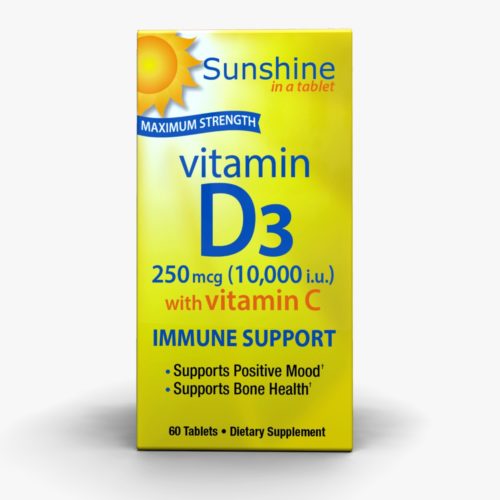 Sunshine
in a tablet
MAXIMUM STRENGTH
vitamin
D3
250 mcg (10,000 i.u.)
with vitamin C
IMMUNE SUPPORT
• Supports Positive Mood†
• Supports Bone Health†
60 Tablets • Dietary Supplement